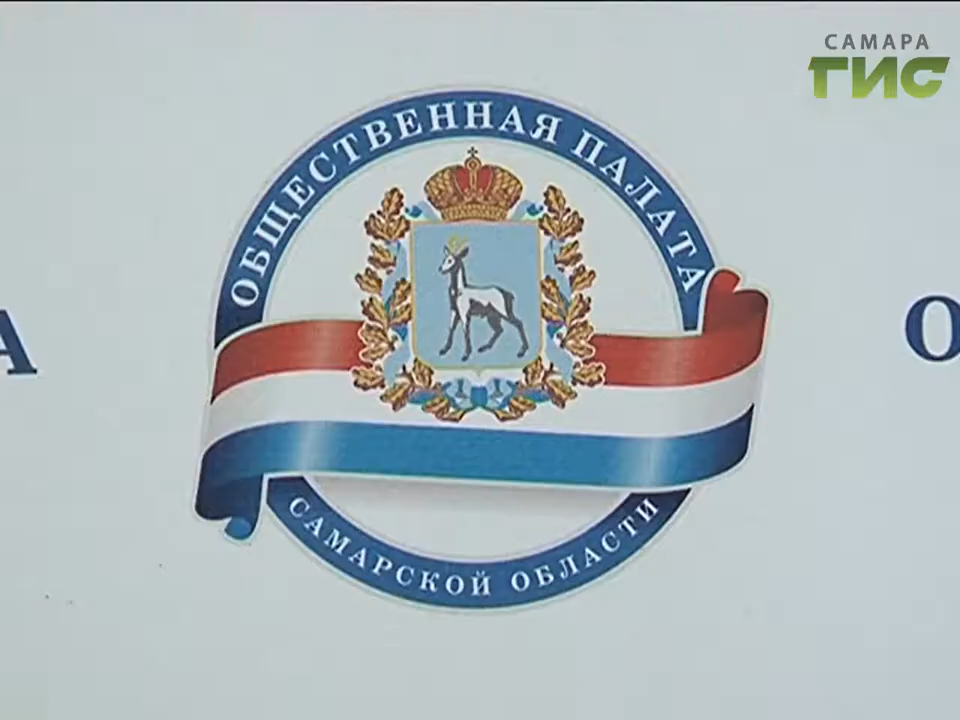 САМАРА
ГИС
ОБЩЕСТВЕННАЯ ПАЛАТА
А
О
САМАРСКОЙ ОБЛАСТИ